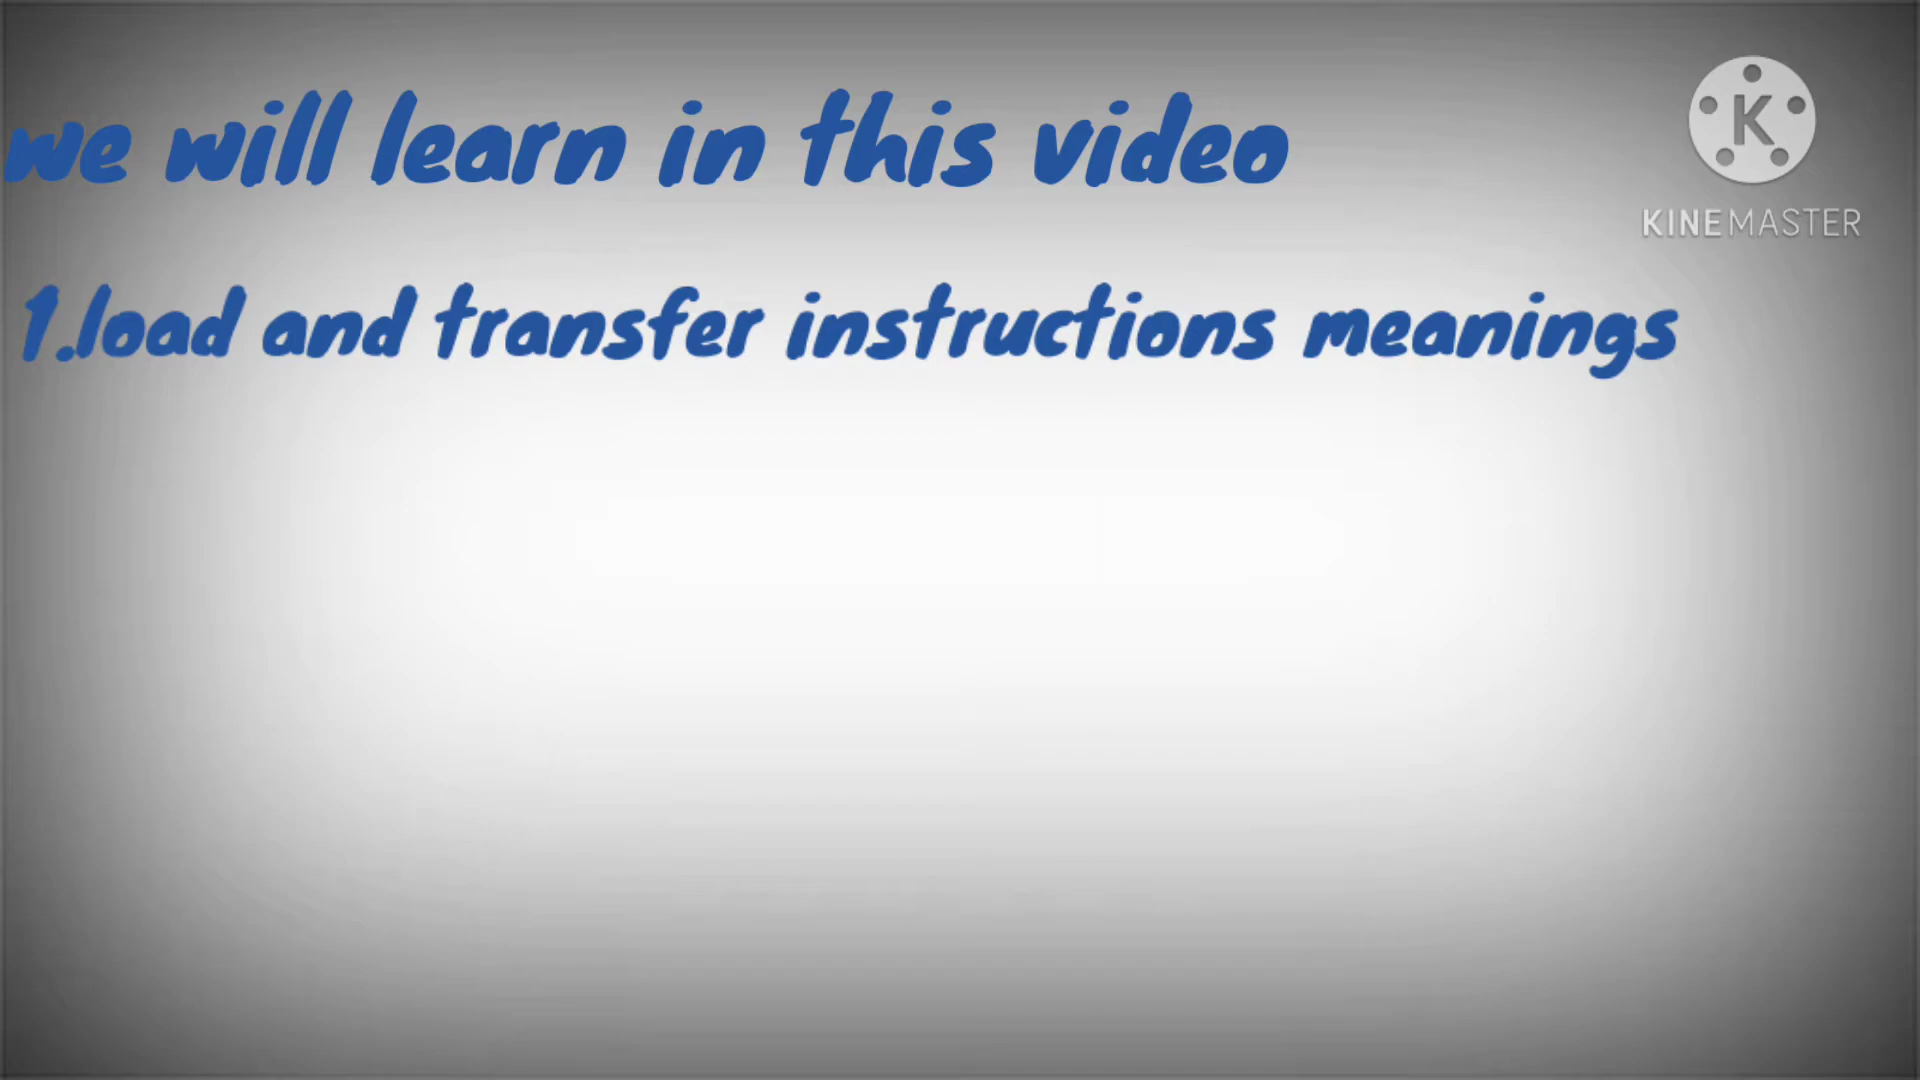 we will learn in this video
K
KINEMASTER
1.load and transfer instructions meanings